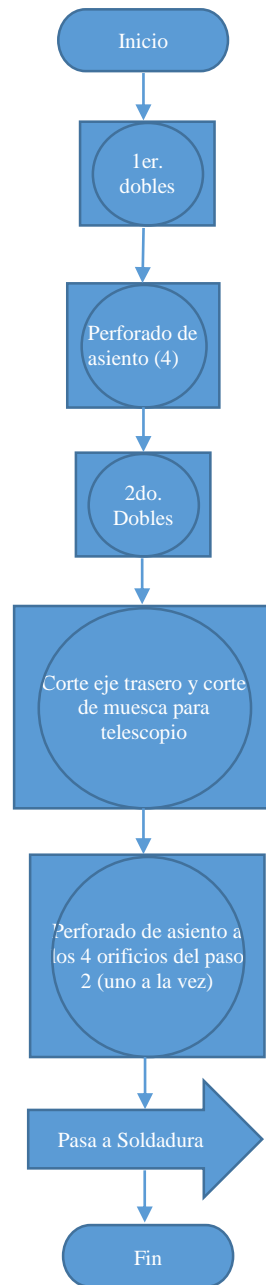 Inicio
1er.
dobles
Perforado de
asiento (4)
2do.
Dobles
Corte eje trasero y corte
de muesca para
telescopio
Perforado de asiento a
los 4 orificios del paso
2 (uno a la vez)
Pasa a Soldadura
Fin